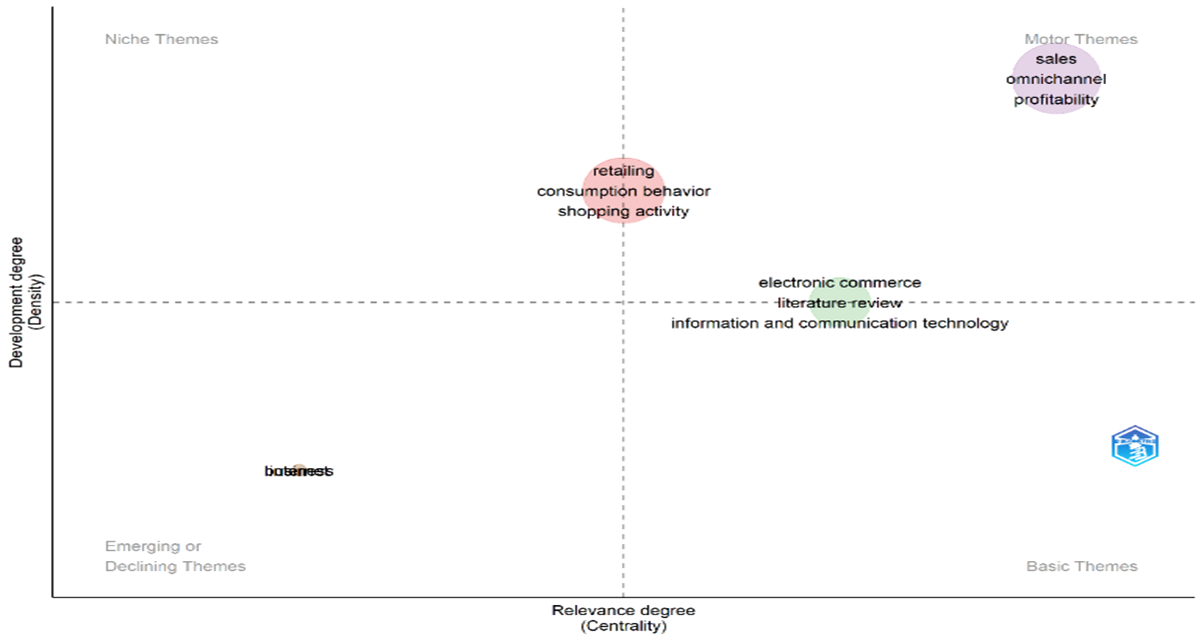 Niche Themes
Motor Themes
sales
omnichannel
profitability
retailing
consumption behavior
shopping activity
electronic commerce
literature review
information and communication technology
Development degree
(Density)
Emerging or
Declining Themes
Basic Themes
Relevance degree
(Centrality)